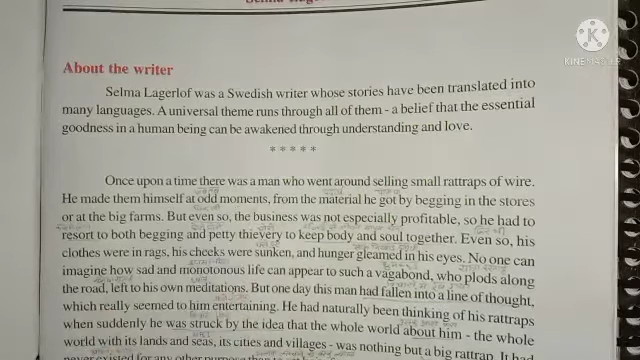 Selma Lager
KINEMASTER
About the writer
Selma Lagerlof was a Swedish writer whose stories have been translated into
many languages. A universal theme runs through all of them - a belief that the essential
goodness in a human being can be awakened through understanding and love.
* * * * *
Once upon a time there was a man who went around selling small rattraps of wire.
He made them himself at odd moments, from the material he got by begging in the stores
or at the big farms. But even so, the business was not especially profitable, so he had to
resort to both begging and petty thievery to keep body and soul together. Even so, his
clothes were in rags, his cheeks were sunken, and hunger gleamed in his eyes. No one can
imagine how sad and monotonous life can appear to such a vagabond, who plods along
the road, left to his own meditations. But one day this man had fallen into a line of thought,
which really seemed to him entertaining. He had naturally been thinking of his rattraps
when suddenly he was struck by the idea that the whole world about him - the whole
world with its lands and seas, its cities and villages - was nothing but a big rattrap. It had
never existed for any other purpose than